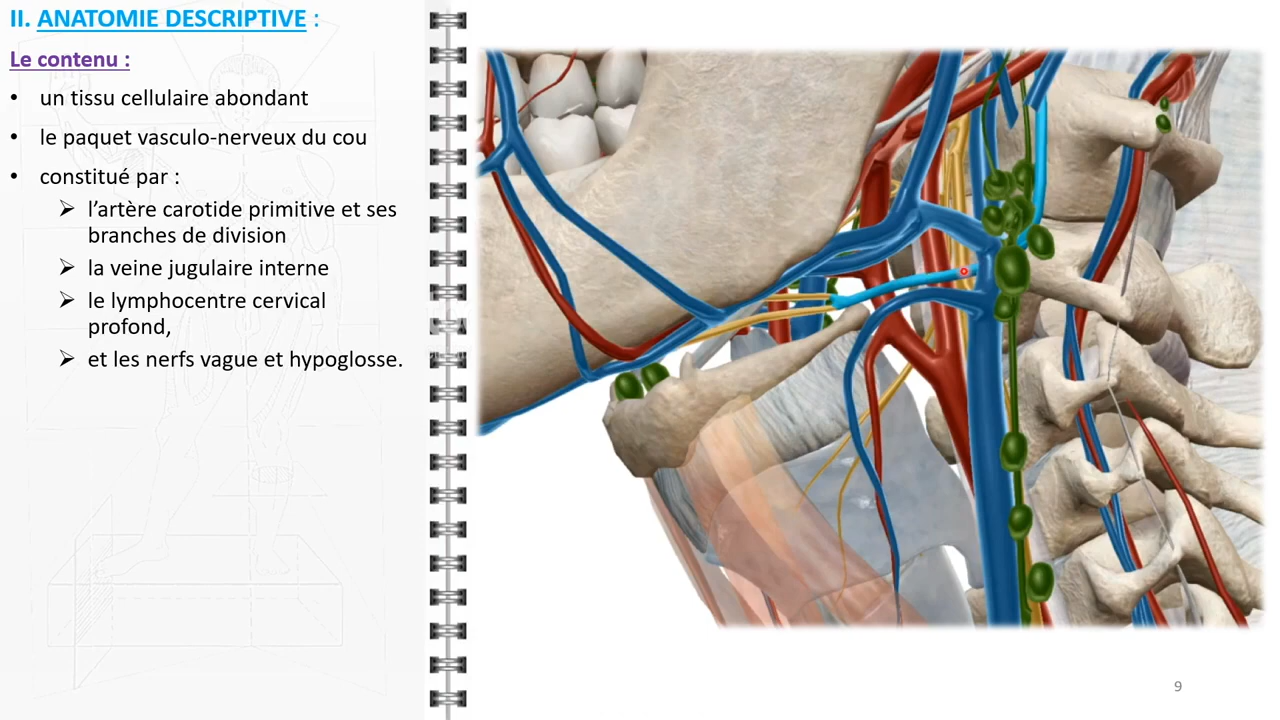 II. ANATOMIE DESCRIPTIVE :
Le contenu :
• un tissu cellulaire abondant
• le paquet vasculo-nerveux du cou
• constitué par :
➢ l’artère carotide primitive et ses
branches de division
➢ la veine jugulaire interne
➢ le lymphocentre cervical
profond,
➢ et les nerfs vague et hypoglosse.
9